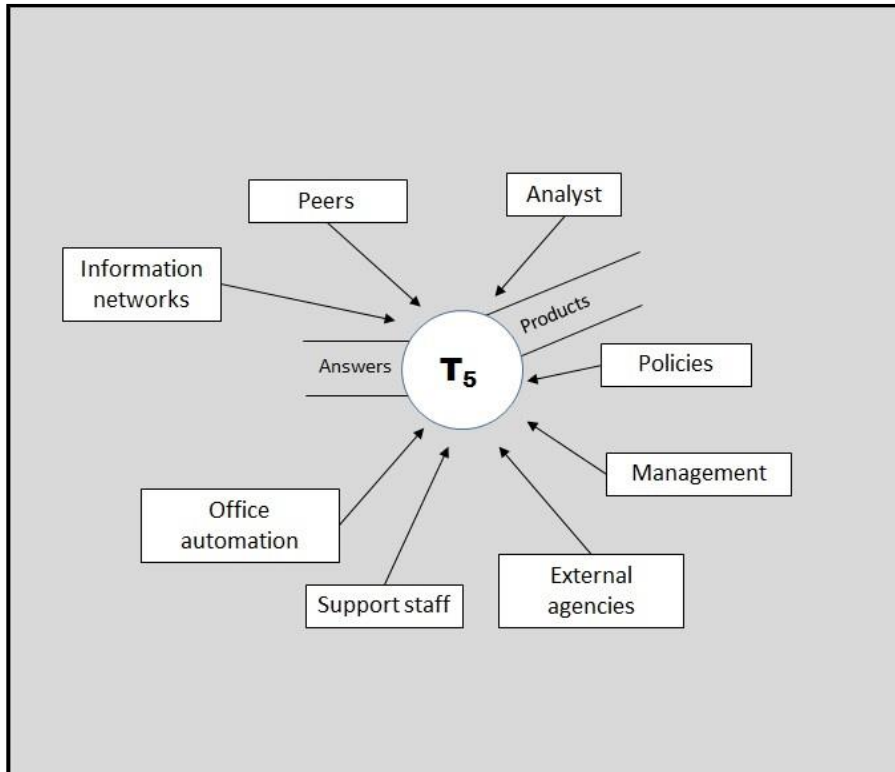 Peers
Analyst
Information
networks
Products
Answers
T5
Policies
Management
Office
automation
Support staff
External
agencies